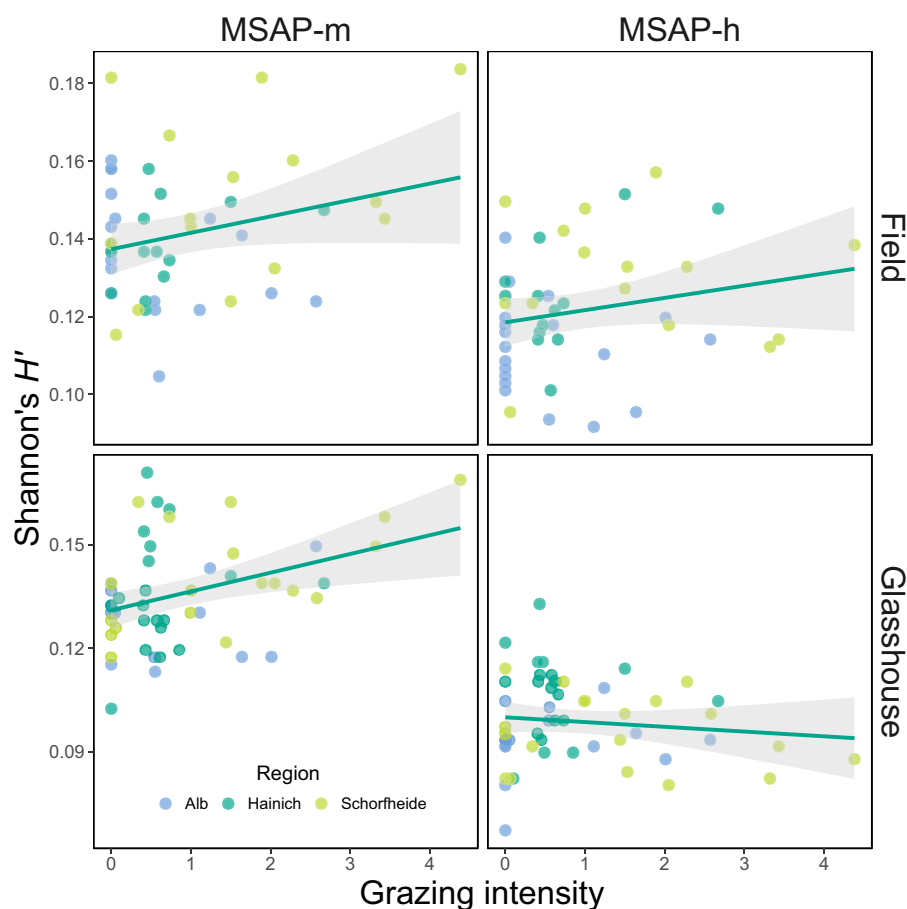 MSAP-m
MSAP-h
0.18
0.16
0.14
0.12
0.10
Field
Shannon's H'
0.15
0.12
0.09
Glasshouse
Region
Alb Hainich Schorfheide
0 1 2 3 4
0 1 2 3 4
Grazing intensity